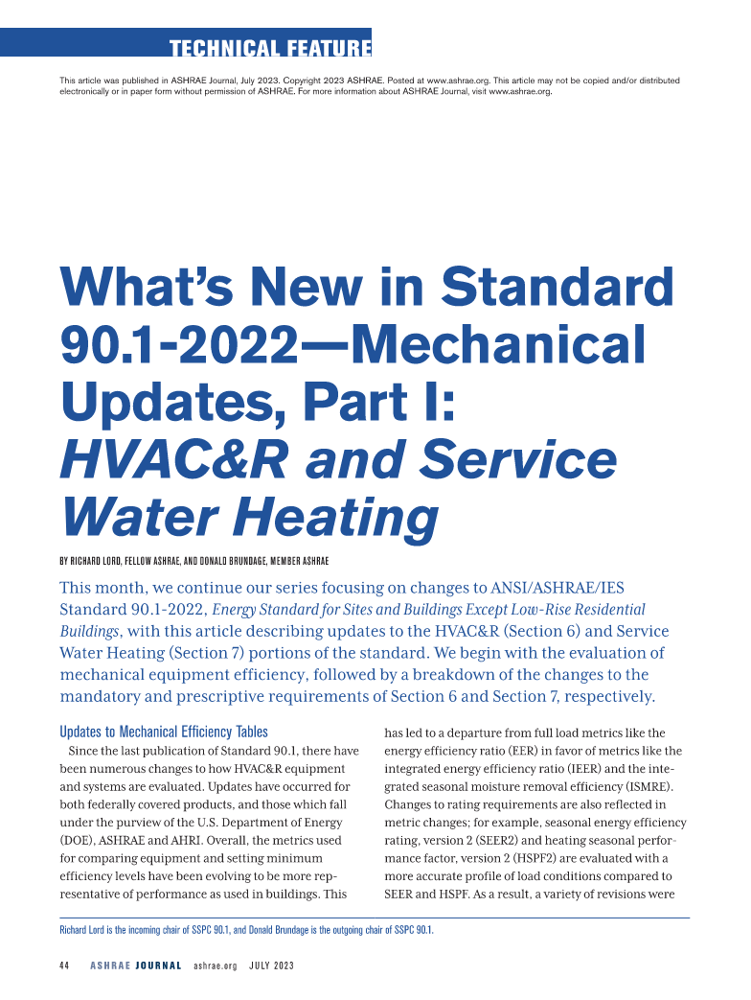 TECHNICAL FEATURE
This article was published in ASHRAE Journal, July 2023. Copyright 2023 ASHRAE. Posted at www.ashrae.org. This article may not be copied and/or distributed
electronically or in paper form without permission of ASHRAE. For more information about ASHRAE Journal, visit www.ashrae.org.
What's New in Standard
90.1-2022—Mechanical
Updates, Part I:
HVAC&R and Service
Water Heating
BY RICHARD LORD, FELLOW ASHRAE, AND DONALD BRUNDAGE, MEMBER ASHRAE
This month, we continue our series focusing on changes to ANSI/ASHRAE/IES
Standard 90.1-2022, Energy Standard for Sites and Buildings Except Low-Rise Residential
Buildings, with this article describing updates to the HVAC&R (Section 6) and Service
Water Heating (Section 7) portions of the standard. We begin with the evaluation of
mechanical equipment efficiency, followed by a breakdown of the changes to the
mandatory and prescriptive requirements of Section 6 and Section 7, respectively.
Updates to Mechanical Efficiency Tables
Since the last publication of Standard 90.1, there have
been numerous changes to how HVAC&R equipment
and systems are evaluated. Updates have occurred for
both federally covered products, and those which fall
under the purview of the U.S. Department of Energy
(DOE), ASHRAE and AHRI. Overall, the metrics used
for comparing equipment and setting minimum
efficiency levels have been evolving to be more rep-
resentative of performance as used in buildings. This
has led to a departure from full load metrics like the
energy efficiency ratio (EER) in favor of metrics like the
integrated energy efficiency ratio (IEER) and the inte-
grated seasonal moisture removal efficiency (ISMRE).
Changes to rating requirements are also reflected in
metric changes; for example, seasonal energy efficiency
rating, version 2 (SEER2) and heating seasonal perfor-
mance factor, version 2 (HSPF2) are evaluated with a
more accurate profile of load conditions compared to
SEER and HSPF. As a result, a variety of revisions were
Richard Lord is the incoming chair of SSPC 90.1, and Donald Brundage is the outgoing chair of SSPC 90.1.
44 ASHRAE JOURNAL ashrae.org JULY 2023